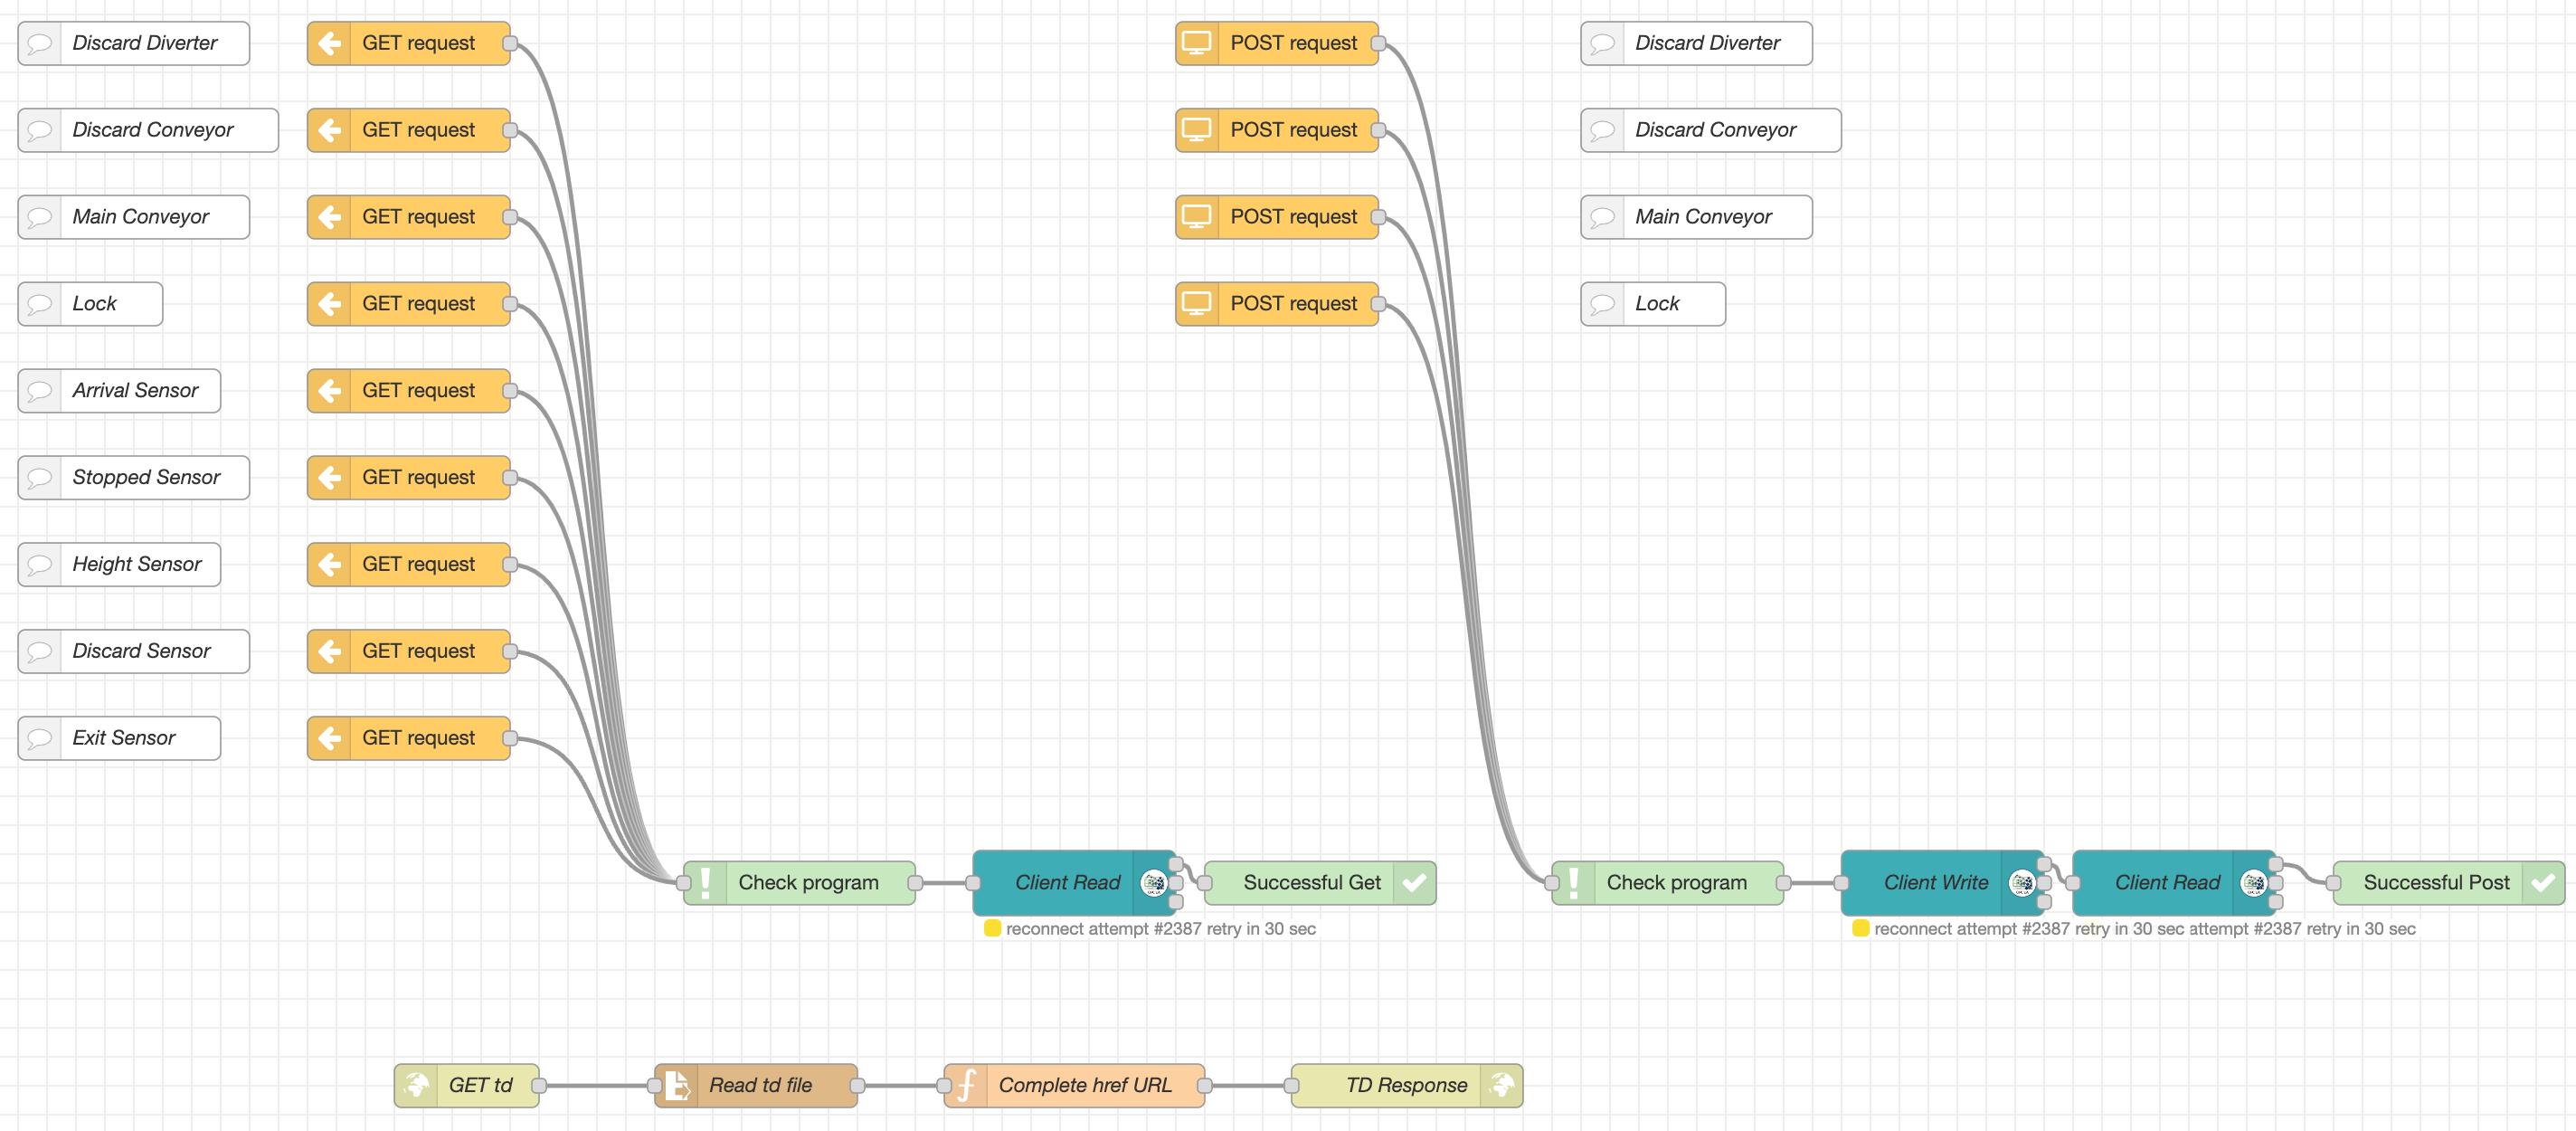 Discard Diverter GET request POST request Discard Diverter
Discard Conveyor GET request POST request Discard Conveyor
Main Conveyor GET request POST request Main Conveyor
Lock GET request POST request Lock
Arrival Sensor GET request
Stopped Sensor GET request
Height Sensor GET request
Discard Sensor GET request
Exit Sensor GET request
Check program Client Read Successful Get Check program Client Write Client Read Successful Post
reconnect attempt #2387 retry in 30 sec reconnect attempt #2387 retry in 30 sec attempt #2387 retry in 30 sec
GET td Read td file Complete href URL TD Response